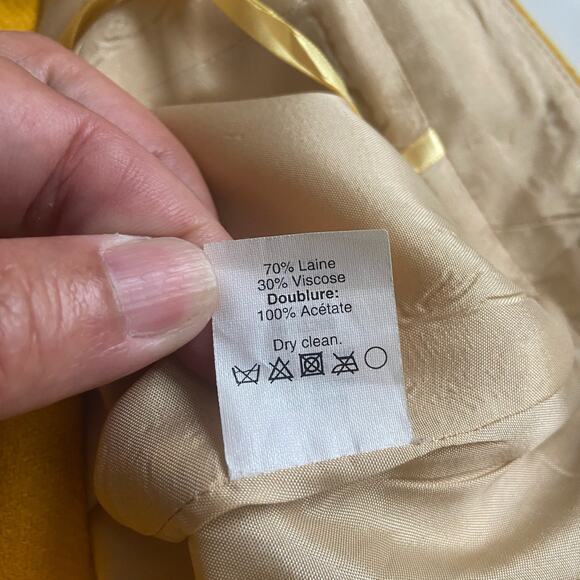 70% Laine
30% Viscose
Doublure:
100% Acétate
Dry clean.